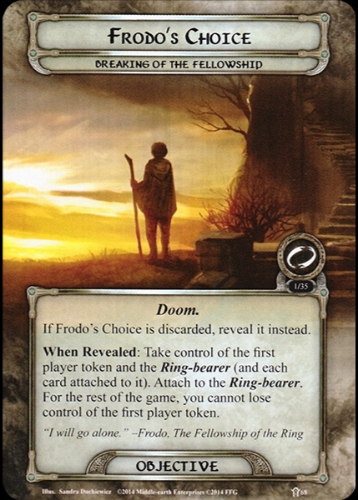 Frodo's Choice
Breaking of the Fellowship
1/35
Doom.
If Frodo's Choice is discarded, reveal it instead.
When Revealed: Take control of the first
player token and the Ring-bearer (and each
card attached to it). Attach to the Ring-bearer.
For the rest of the game, you cannot lose
control of the first player token.
"I will go alone." –Frodo, The Fellowship of the Ring
Illus. Sandra Duchiewicz ©2014 Middle-earth Enterprises ©2014 FFG
68
Objective